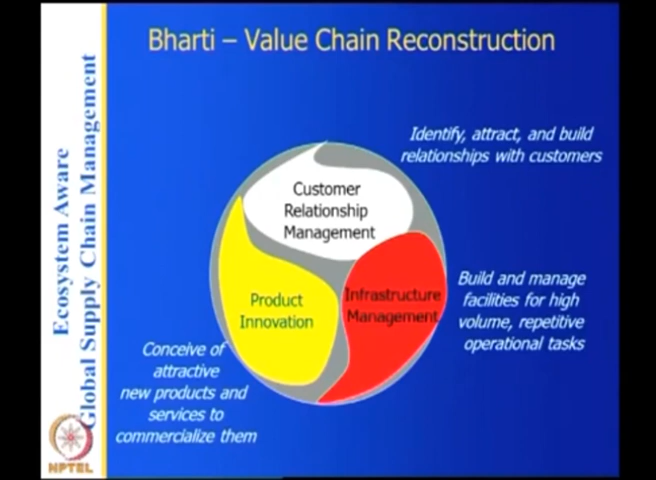 Bharti – Value Chain Reconstruction
Ecosystem Aware
Global Supply Chain Management
Identify, attract, and build
relationships with customers
Customer
Relationship
Management
Product
Innovation
Infrastructure
Management
Build and manage
facilities for high
volume, repetitive
operational tasks
Conceive of
attractive
new products and
services to
commercialize them
NPTEL